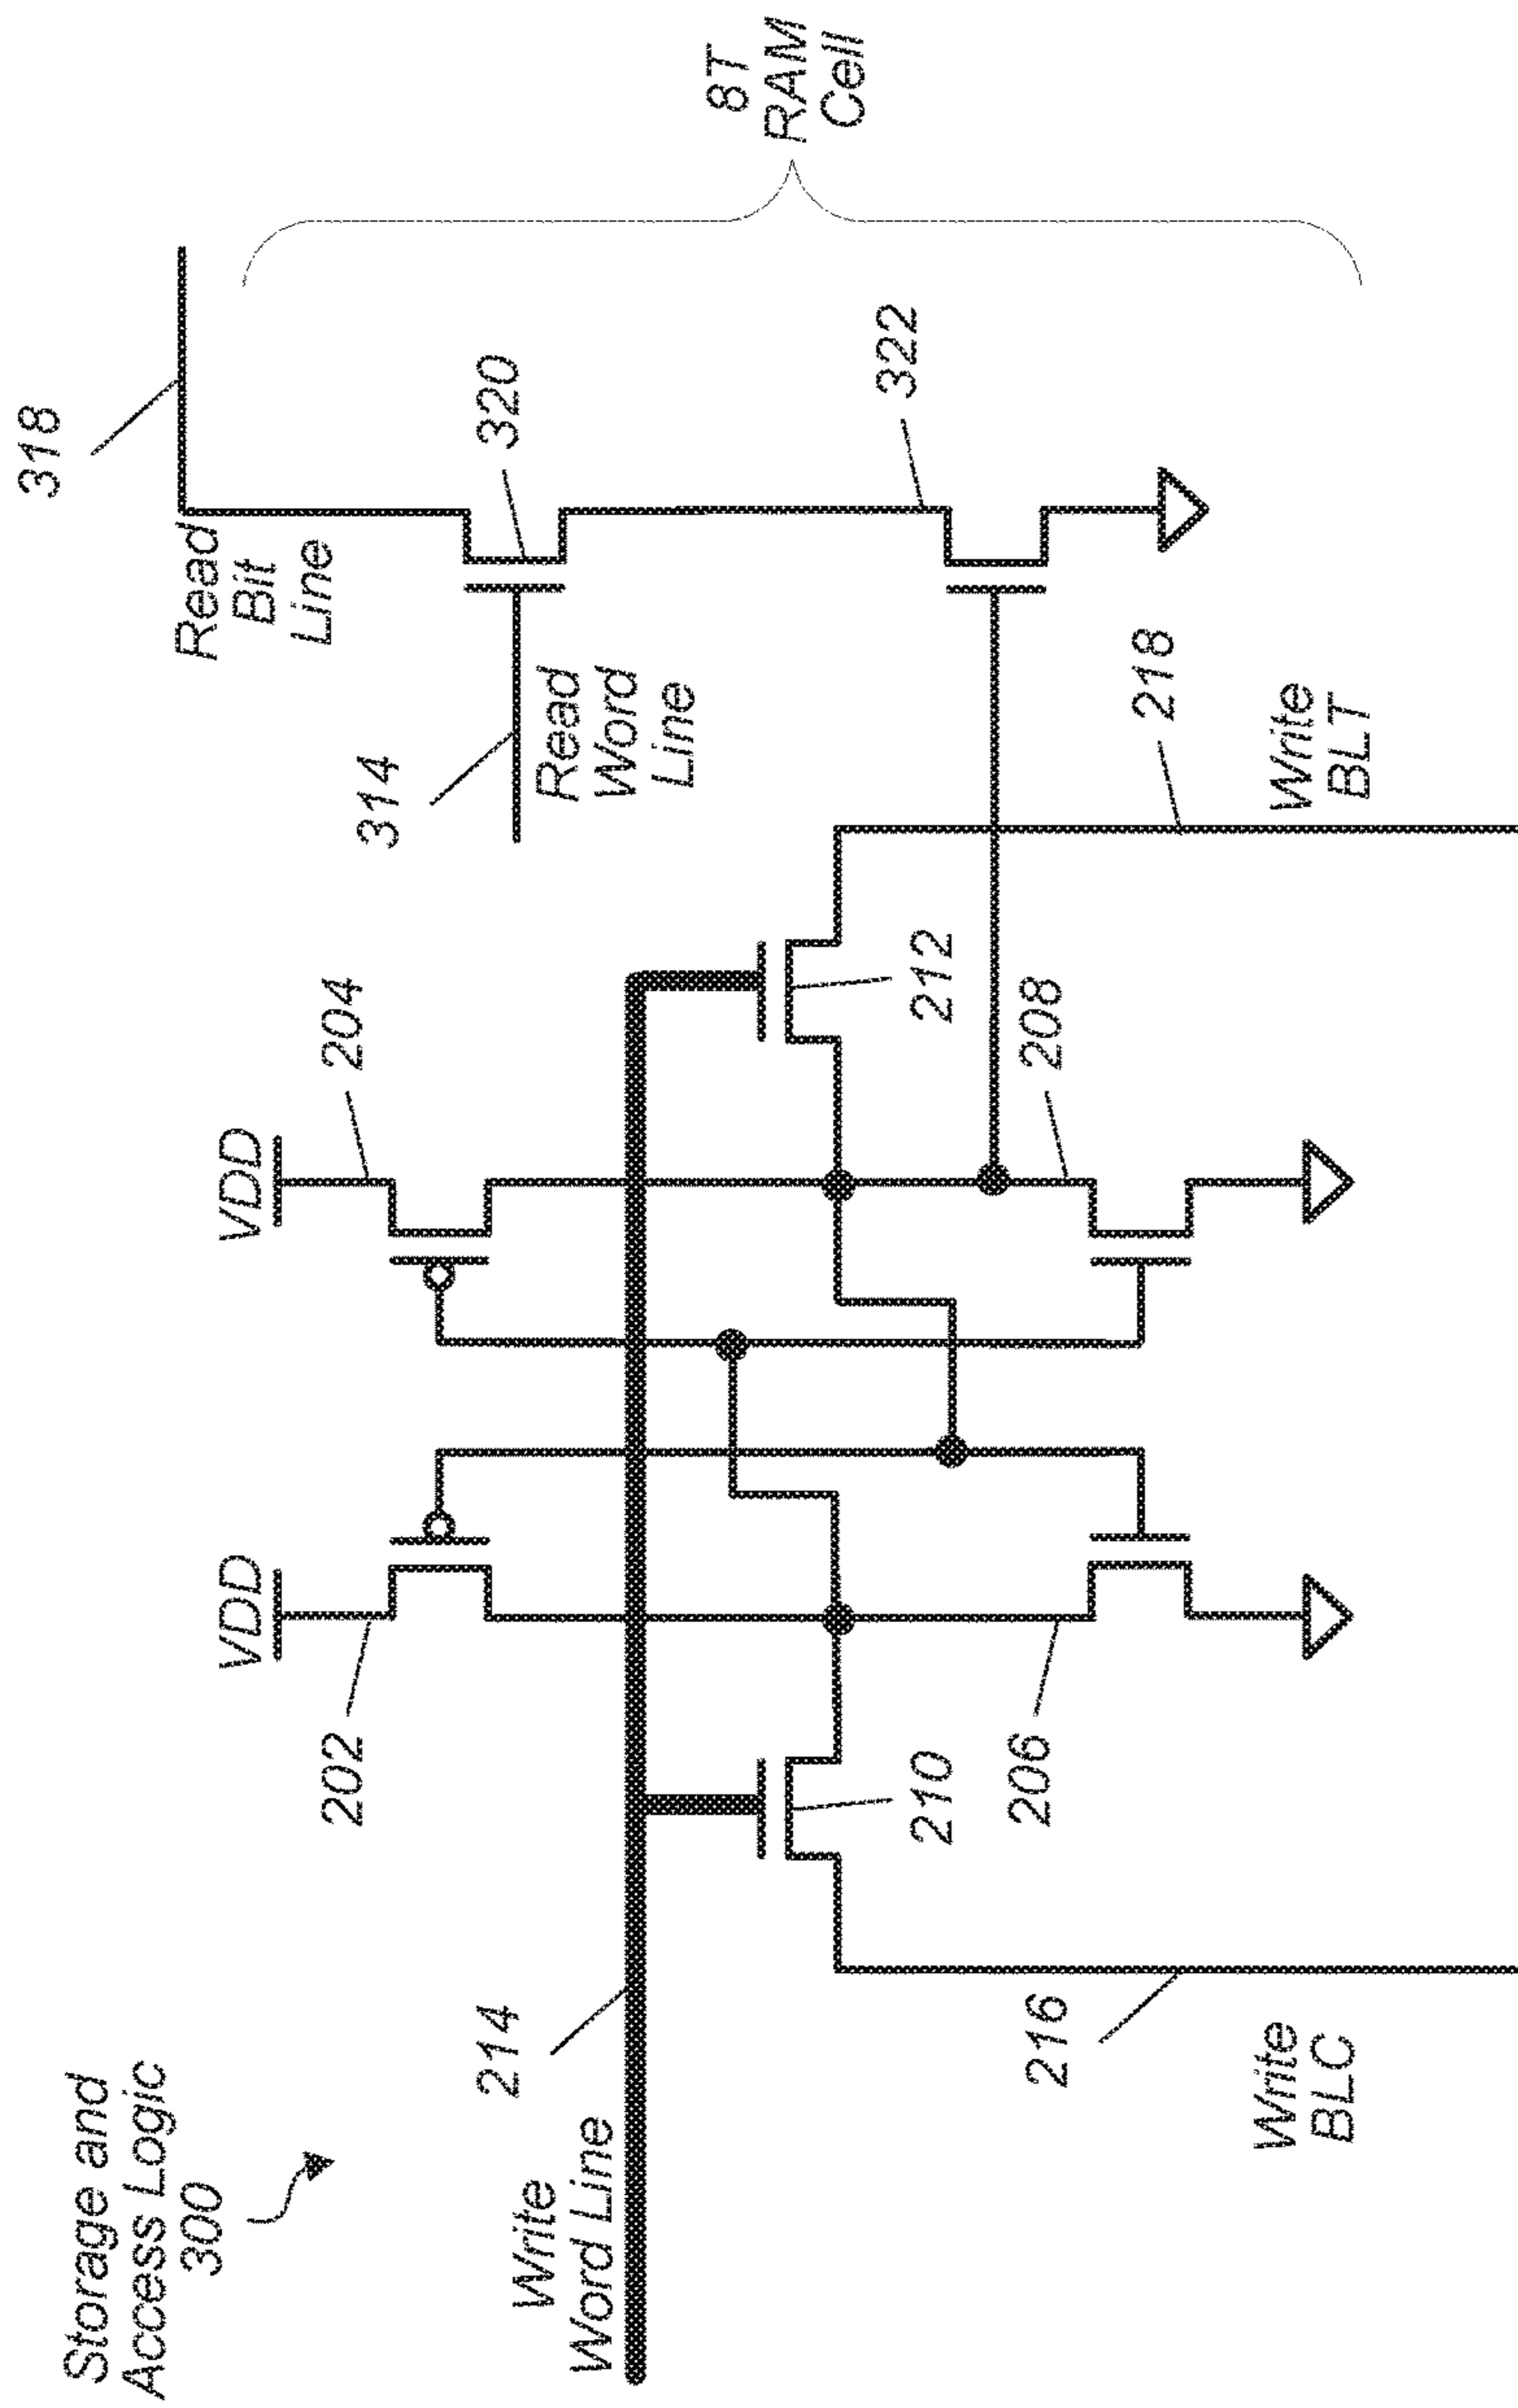 Storage and
Access Logic
300
Write
Word Line
214
VDD
202
VDD
204
210
206
212
208
216
Write
BLC
218
Write
BLT
318
Read
Bit
Line
320
314
Read
Word
Line
322
8T
RAM
Cell